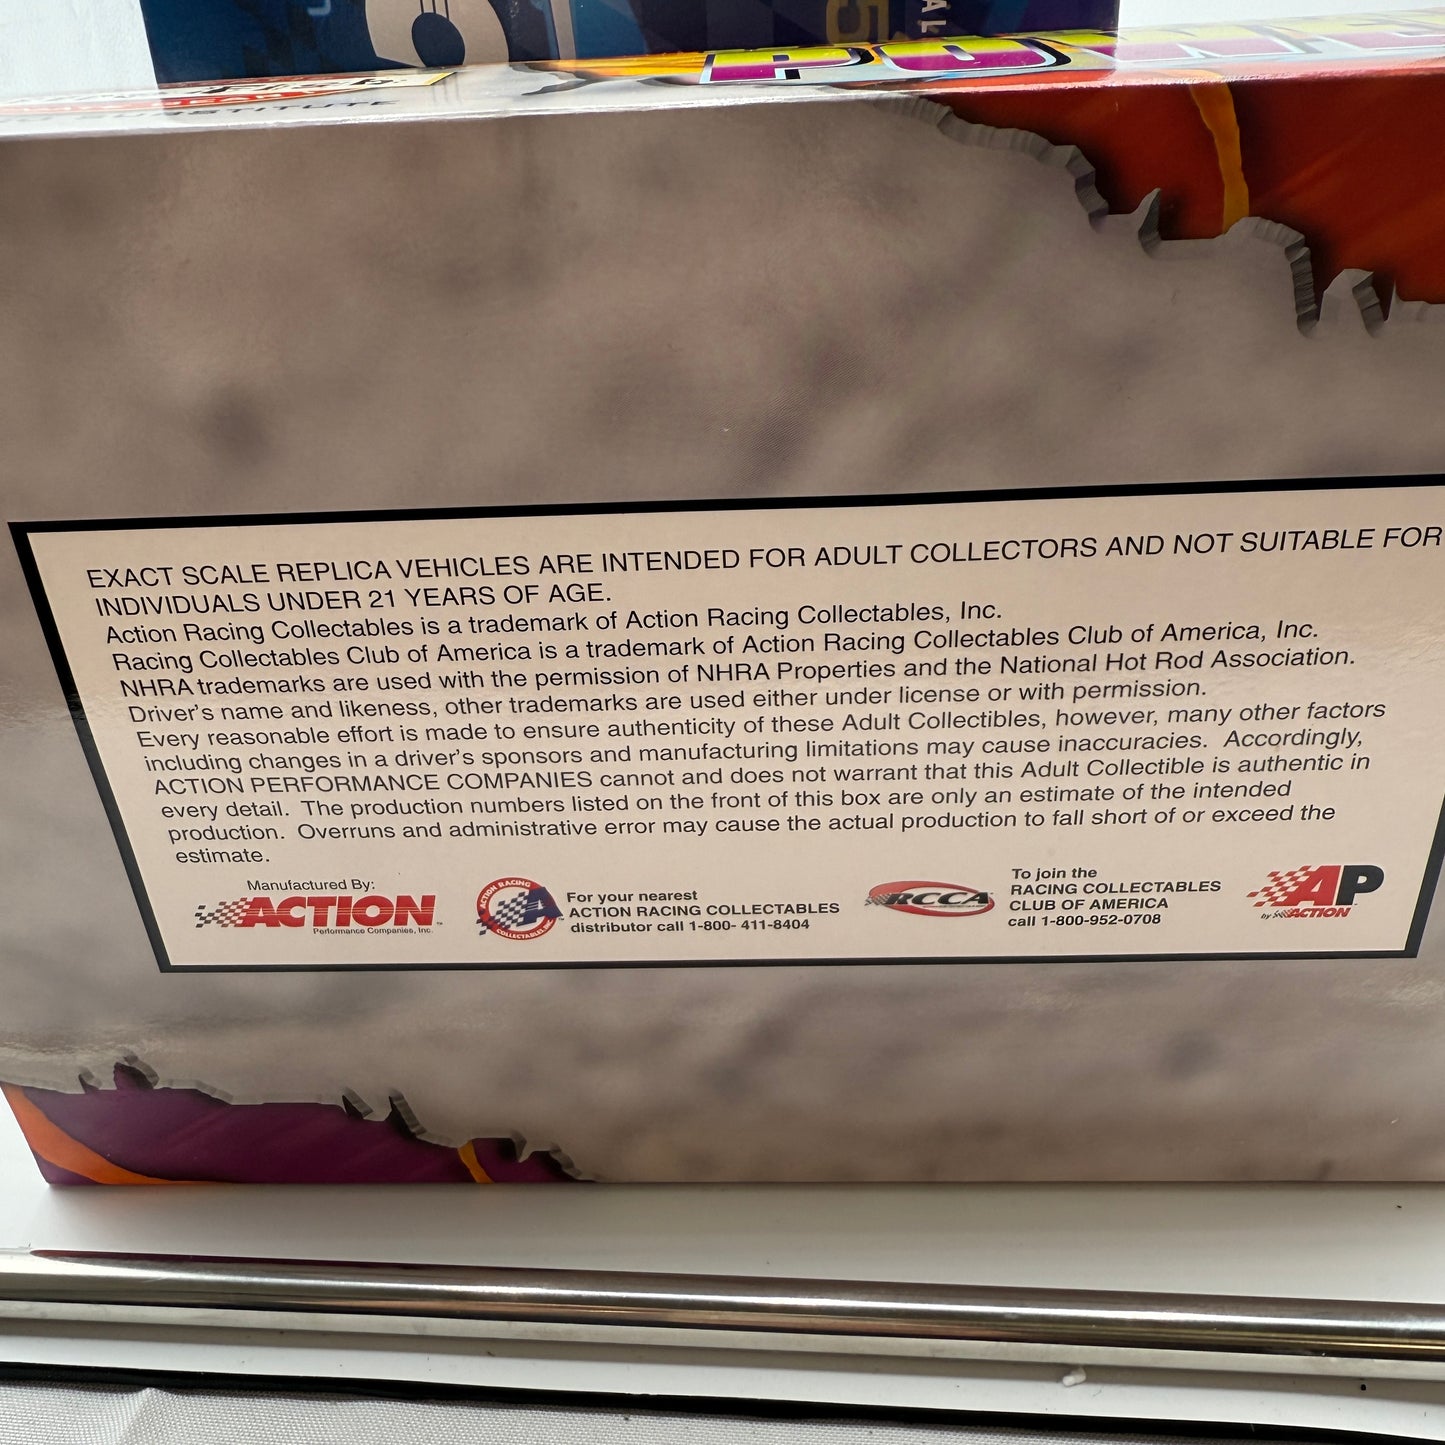 5
POWE
EXACT SCALE REPLICA VEHICLES ARE INTENDED FOR ADULT COLLECTORS AND NOT SUITABLE FOR
INDIVIDUALS UNDER 21 YEARS OF AGE.
Action Racing Collectables is a trademark of Action Racing Collectables, Inc.
Racing Collectables Club of America is a trademark of Action Racing Collectables Club of America, Inc.
NHRA trademarks are used with the permission of NHRA Properties and the National Hot Rod Association.
Driver's name and likeness, other trademarks are used either under license or with permission.
Every reasonable effort is made to ensure authenticity of these Adult Collectibles, however, many other factors
including changes in a driver's sponsors and manufacturing limitations may cause inaccuracies. Accordingly,
ACTION PERFORMANCE COMPANIES cannot and does not warrant that this Adult Collectible is authentic in
every detail. The production numbers listed on the front of this box are only an estimate of the intended
production. Overruns and administrative error may cause the actual production to fall short of or exceed the
estimate.
Manufactured By:
ACTION
Performance Companies, Inc.
ACTION RACING
A
COLLECTABLES, INC.
For your nearest
ACTION RACING COLLECTABLES
distributor call 1-800- 411-8404
RCCA
To join the
RACING COLLECTABLES
CLUB OF AMERICA
call 1-800-952-0708
AP
by ACTION